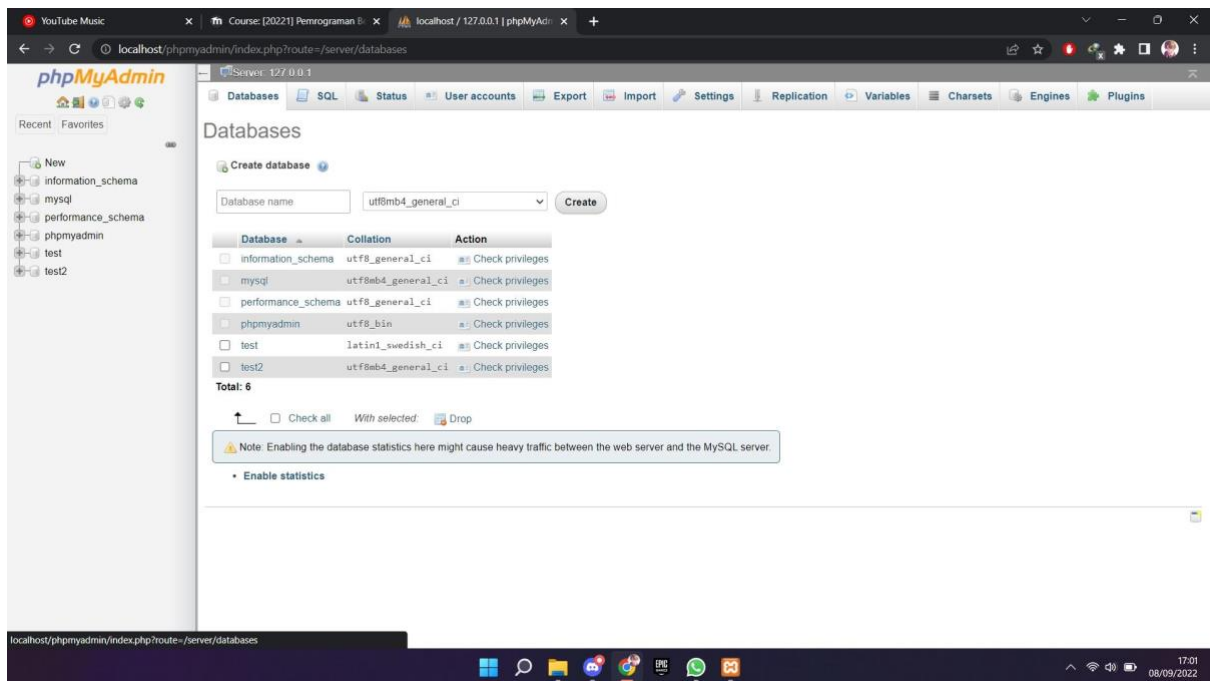 YouTube Music
Course: [20221] Pemrograman B
localhost / 127.0.0.1 | phpMyAdm
localhost/phpmyadmin/index.php?route=/server/databases
phpMyAdmin
Recent Favorites
New
information_schema
mysql
performance_schema
phpmyadmin
test
test2
Server: 127.0.0.1
Databases SQL Status User accounts Export Import Settings Replication Variables Charsets Engines Plugins
Databases
Create database
Database name utf8mb4_general_ci Create
Database Collation Action
information_schema utf8_general_ci Check privileges
mysql utf8mb4_general_ci Check privileges
performance_schema utf8_general_ci Check privileges
phpmyadmin utf8_bin Check privileges
test latin1_swedish_ci Check privileges
test2 utf8mb4_general_ci Check privileges
Total: 6
Check all With selected: Drop
Note: Enabling the database statistics here might cause heavy traffic between the web server and the MySQL server.
• Enable statistics
localhost/phpmyadmin/index.php?route=/server/databases
EPIC
17:01
08/09/2022